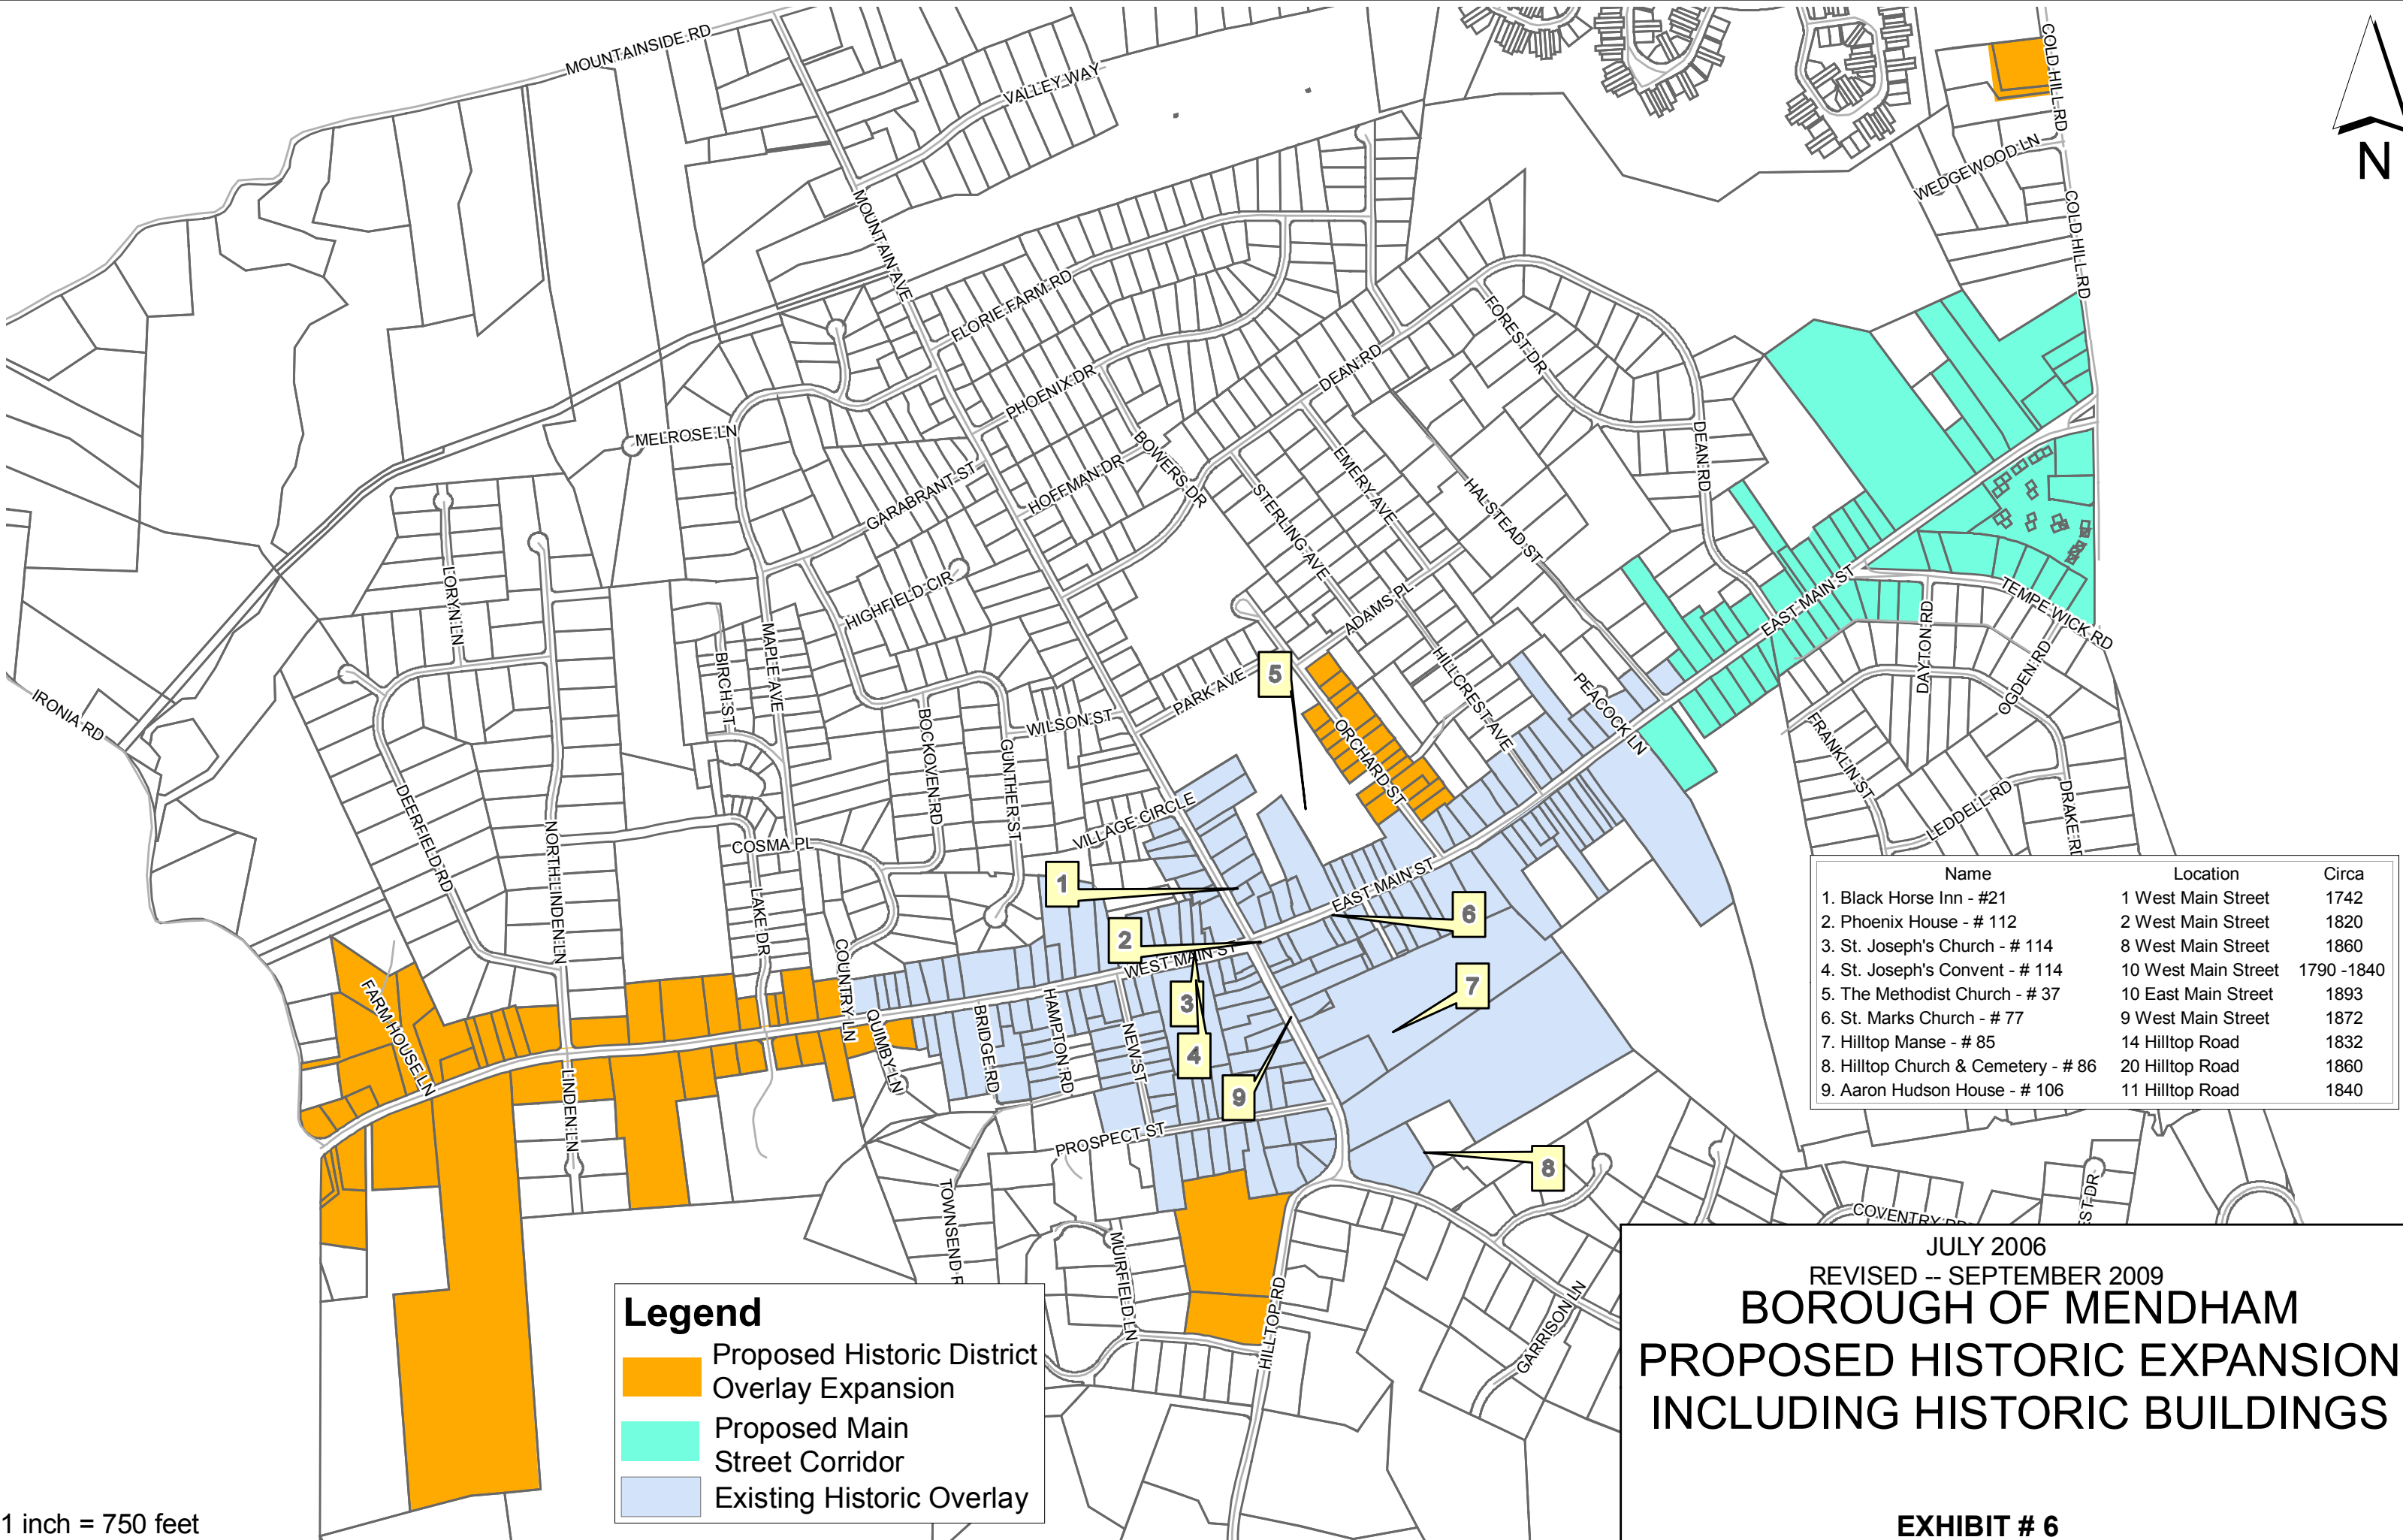 MOUNTAINSIDE RD
VALLEY WAY
COLD HILL RD
N
WEDGEWOOD LN
COLD HILL RD
MOUNTAIN AVE
FLORIE FARM RD
FOREST DR
PHOENIX DR
DEAN RD
MELROSE LN
BOWERS DR
EMERY AVE
DEAN RD
GARABRANT ST
HOFFMAN DR
STERLING AVE
HALSTEAD ST
LORYN LN
HIGHFIELD CIR
ADAMS PL
EAST MAIN ST
TEMPE WICK RD
MAPLE AVE
BIRCH ST
DAYTON RD
OGDEN RD
5
HILLCREST AVE
PEACOCK LN
PARK AVE
IRONIA RD
WILSON ST
BOCKOVEN RD
GUNTHER ST
ORCHARD ST
FRANKLIN ST
DEERFIELD RD
NORTH LINDEN LN
VILLAGE CIRCLE
LEDDELL RD
DRAKE RD
COSMA PL
LAKE DR
1
EAST MAIN ST
6
2
WEST MAIN ST
COUNTRY LN
7
FARM HOUSE LN
QUIMBY LN
BRIDGE RD
HAMPTON RD
NEW ST
3
4
9
LINDEN LN
PROSPECT ST
8
TOWNSEND R
MUIRFIELD LN
HILLTOP RD
GARRISON LN
COVENTRY RD
ST DR
Name Location Circa
1. Black Horse Inn - #21 1 West Main Street 1742
2. Phoenix House - # 112 2 West Main Street 1820
3. St. Joseph's Church - # 114 8 West Main Street 1860
4. St. Joseph's Convent - # 114 10 West Main Street 1790 -1840
5. The Methodist Church - # 37 10 East Main Street 1893
6. St. Marks Church - # 77 9 West Main Street 1872
7. Hilltop Manse - # 85 14 Hilltop Road 1832
8. Hilltop Church & Cemetery - # 86 20 Hilltop Road 1860
9. Aaron Hudson House - # 106 11 Hilltop Road 1840
Legend
Proposed Historic District
Overlay Expansion
Proposed Main
Street Corridor
Existing Historic Overlay
JULY 2006
REVISED -- SEPTEMBER 2009
BOROUGH OF MENDHAM
PROPOSED HISTORIC EXPANSION
INCLUDING HISTORIC BUILDINGS
EXHIBIT # 6
1 inch = 750 feet